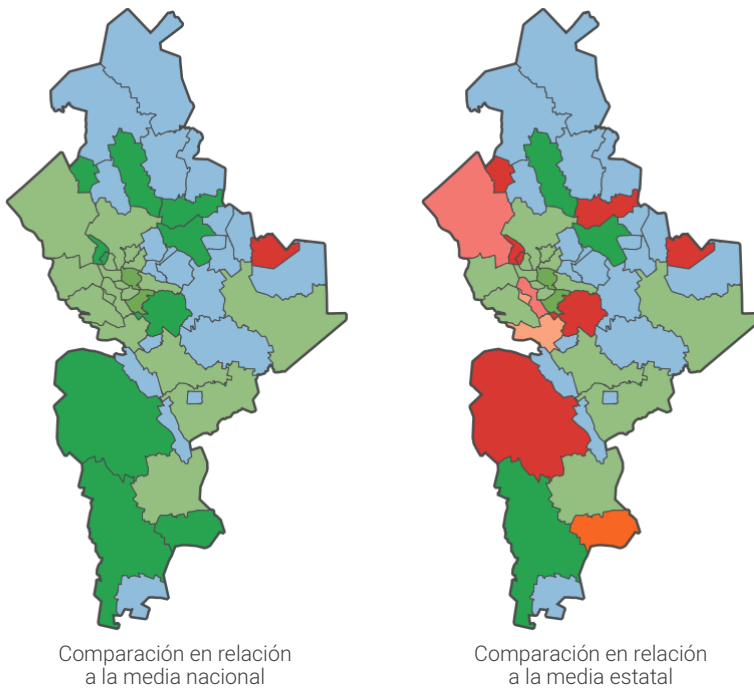 Comparación en relación
a la media nacional
Comparación en relación
a la media estatal